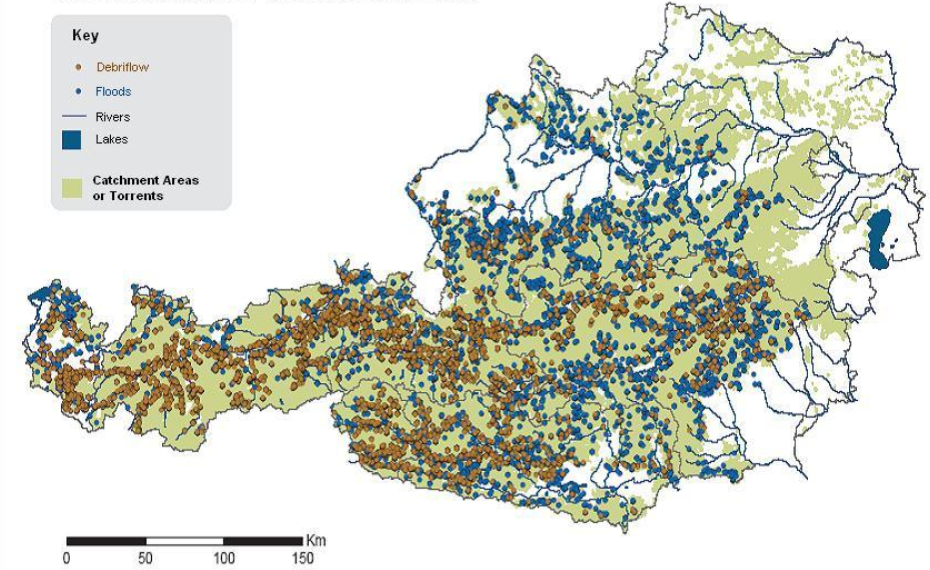 Key
Debriflow
Floods
Rivers
Lakes
Catchment Areas
or Torrents
Km
0 50 100 150